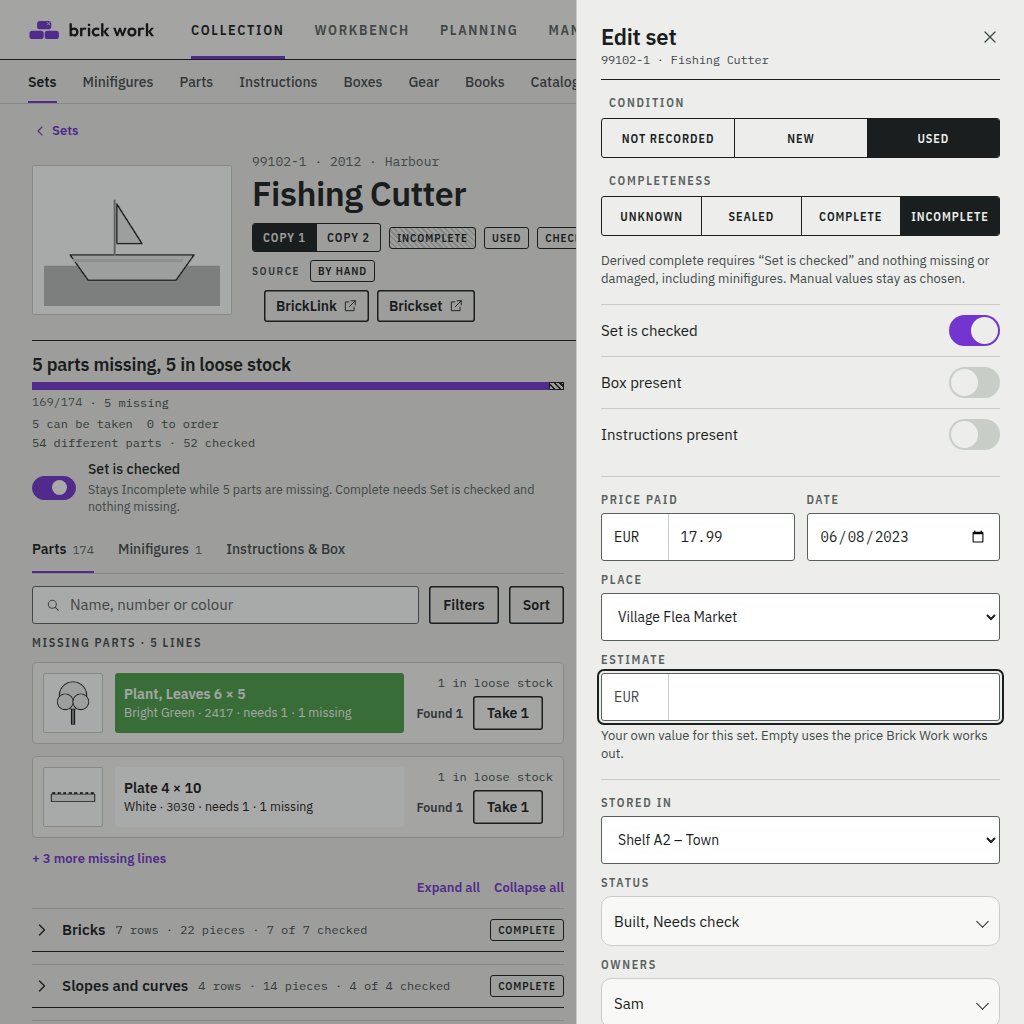 brick work
COLLECTION
WORKBENCH
PLANNING
Sets
Minifigures
Parts
Instructions
Boxes
Gear
Books
Sets
99102-1 · 2012 · Harbour
Fishing Cutter
COPY 1
COPY 2
INCOMPLETE
USED
SOURCE
BY HAND
BrickLink
Brickset
5 parts missing, 5 in loose stock
169/174 · 5 missing
5 can be taken 0 to order
54 different parts · 52 checked
Set is checked
Stays Incomplete while 5 parts are missing. Complete needs Set is checked and
nothing missing.
Parts 174
Minifigures 1
Instructions & Box
Name, number or colour
Filters
Sort
MISSING PARTS · 5 LINES
Plant, Leaves 6 × 5
Bright Green · 2417 · needs 1 · 1 missing
1 in loose stock
Found 1
Take 1
Plate 4 × 10
White · 3030 · needs 1 · 1 missing
1 in loose stock
Found 1
Take 1
+ 3 more missing lines
Expand all
Collapse all
Bricks 7 rows · 22 pieces · 7 of 7 checked
COMPLETE
Slopes and curves 4 rows · 14 pieces · 4 of 4 checked
COMPLETE
Edit set
99102-1 · Fishing Cutter
CONDITION
NOT RECORDED
NEW
USED
COMPLETENESS
UNKNOWN
SEALED
COMPLETE
INCOMPLETE
Derived complete requires “Set is checked” and nothing missing or
damaged, including minifigures. Manual values stay as chosen.
Set is checked
Box present
Instructions present
PRICE PAID
EUR
17.99
DATE
06/08/2023
PLACE
Village Flea Market
ESTIMATE
EUR
Your own value for this set. Empty uses the price Brick Work works
out.
STORED IN
Shelf A2 – Town
STATUS
Built, Needs check
OWNERS
Sam